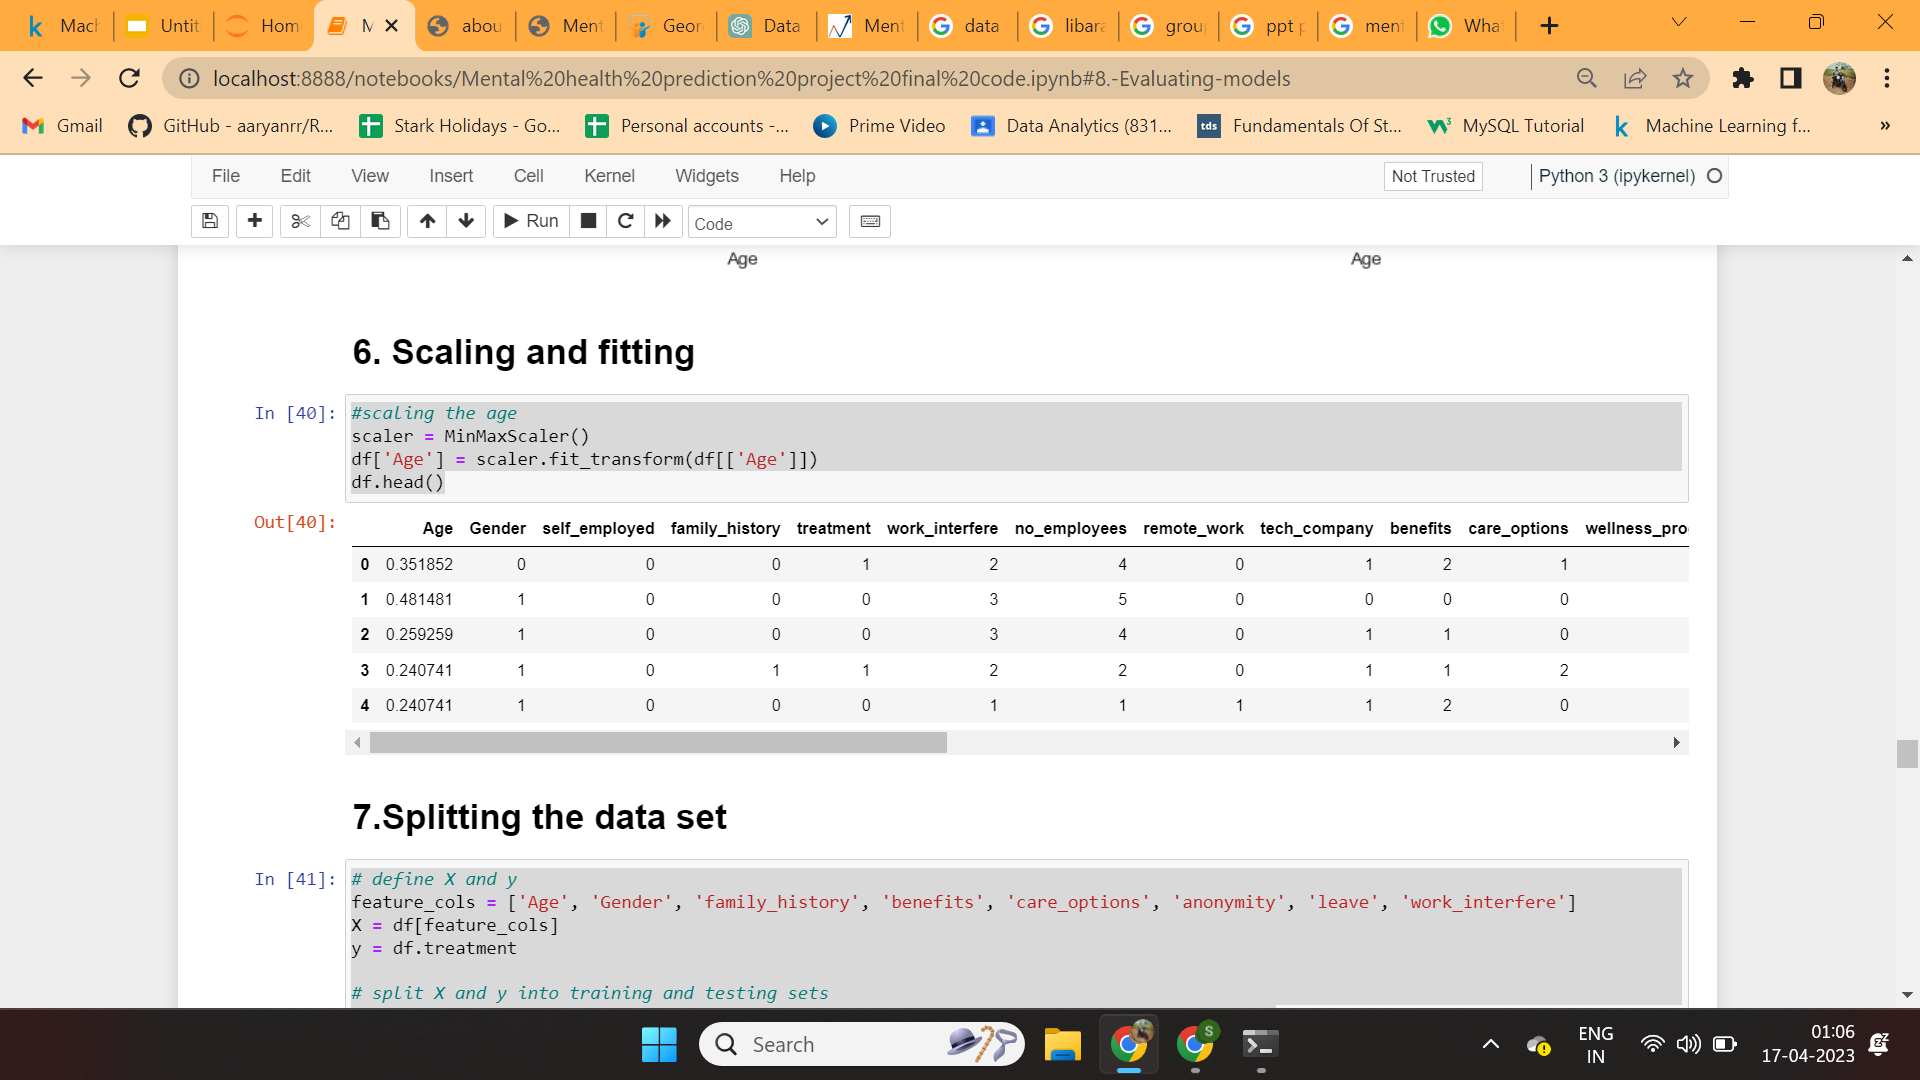 Mach Untit Hom M abou Ment Geor Data Ment data libara grou ppt p ment What
localhost:8888/notebooks/Mental%20health%20prediction%20project%20final%20code.ipynb#8.-Evaluating-models
Gmail GitHub - aaryanrr/R... Stark Holidays - Go... Personal accounts -... Prime Video Data Analytics (831... tds Fundamentals Of St... MySQL Tutorial Machine Learning f... »
File Edit View Insert Cell Kernel Widgets Help Not Trusted Python 3 (ipykernel)
Run Code
Age Age
6. Scaling and fitting
In [40]: #scaling the age
scaler = MinMaxScaler()
df['Age'] = scaler.fit_transform(df[['Age']])
df.head()
Out[40]:
Age Gender self_employed family_history treatment work_interfere no_employees remote_work tech_company benefits care_options wellness_pro
0 0.351852 0 0 0 1 2 4 0 1 2 1
1 0.481481 1 0 0 0 3 5 0 0 0 0
2 0.259259 1 0 0 0 3 4 0 1 1 0
3 0.240741 1 0 1 1 2 2 0 1 1 2
4 0.240741 1 0 0 0 1 1 1 1 2 0
7.Splitting the data set
In [41]: # define X and y
feature_cols = ['Age', 'Gender', 'family_history', 'benefits', 'care_options', 'anonymity', 'leave', 'work_interfere']
X = df[feature_cols]
y = df.treatment
# split X and y into training and testing sets
Search S ENG 01:06
IN 17-04-2023